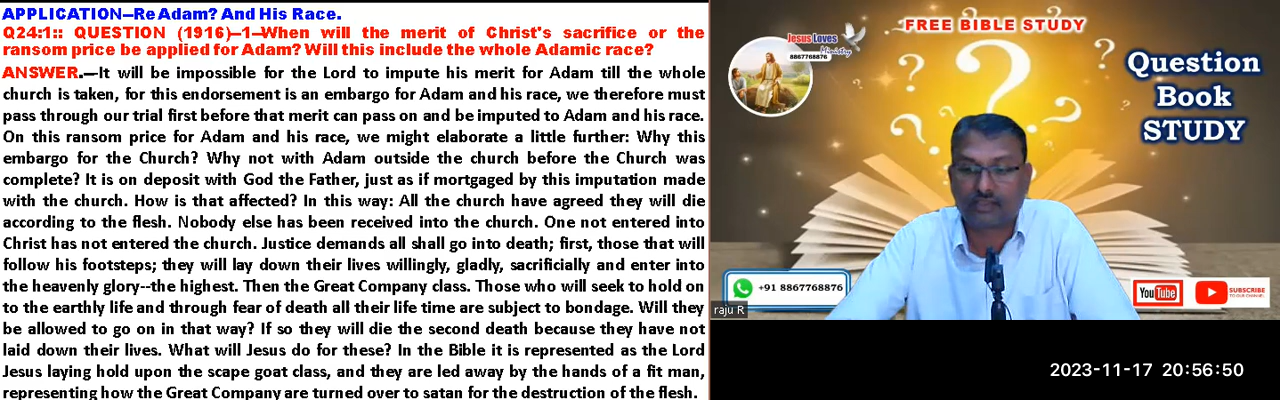 APPLICATION--Re Adam? And His Race.
Q24:1:: QUESTION (1916)--1--When will the merit of Christ's sacrifice or the
ransom price be applied for Adam? Will this include the whole Adamic race?
ANSWER.--It will be impossible for the Lord to impute his merit for Adam till the whole
church is taken, for this endorsement is an embargo for Adam and his race, we therefore must
pass through our trial first before that merit can pass on and be imputed to Adam and his race.
On this ransom price for Adam and his race, we might elaborate a little further: Why this
embargo for the Church? Why not with Adam outside the church before the Church was
complete? It is on deposit with God the Father, just as if mortgaged by this imputation made
with the church. How is that affected? In this way: All the church have agreed they will die
according to the flesh. Nobody else has been received into the church. One not entered into
Christ has not entered the church. Justice demands all shall go into death; first, those that will
follow his footsteps; they will lay down their lives willingly, gladly, sacrificially and enter into
the heavenly glory--the highest. Then the Great Company class. Those who will seek to hold on
to the earthly life and through fear of death all their life time are subject to bondage. Will they
be allowed to go on in that way? If so they will die the second death because they have not
laid down their lives. What will Jesus do for these? In the Bible it is represented as the Lord
Jesus laying hold upon the scape goat class, and they are led away by the hands of a fit man,
representing how the Great Company are turned over to satan for the destruction of the flesh.
FREE BIBLE STUDY
Jesus Loves
Ministry
8867768876
Question
Book
STUDY
+91 8867768876
YouTube
SUBSCRIBE
TO OUR CHANNEL
raju R
2023-11-17 20:56:50